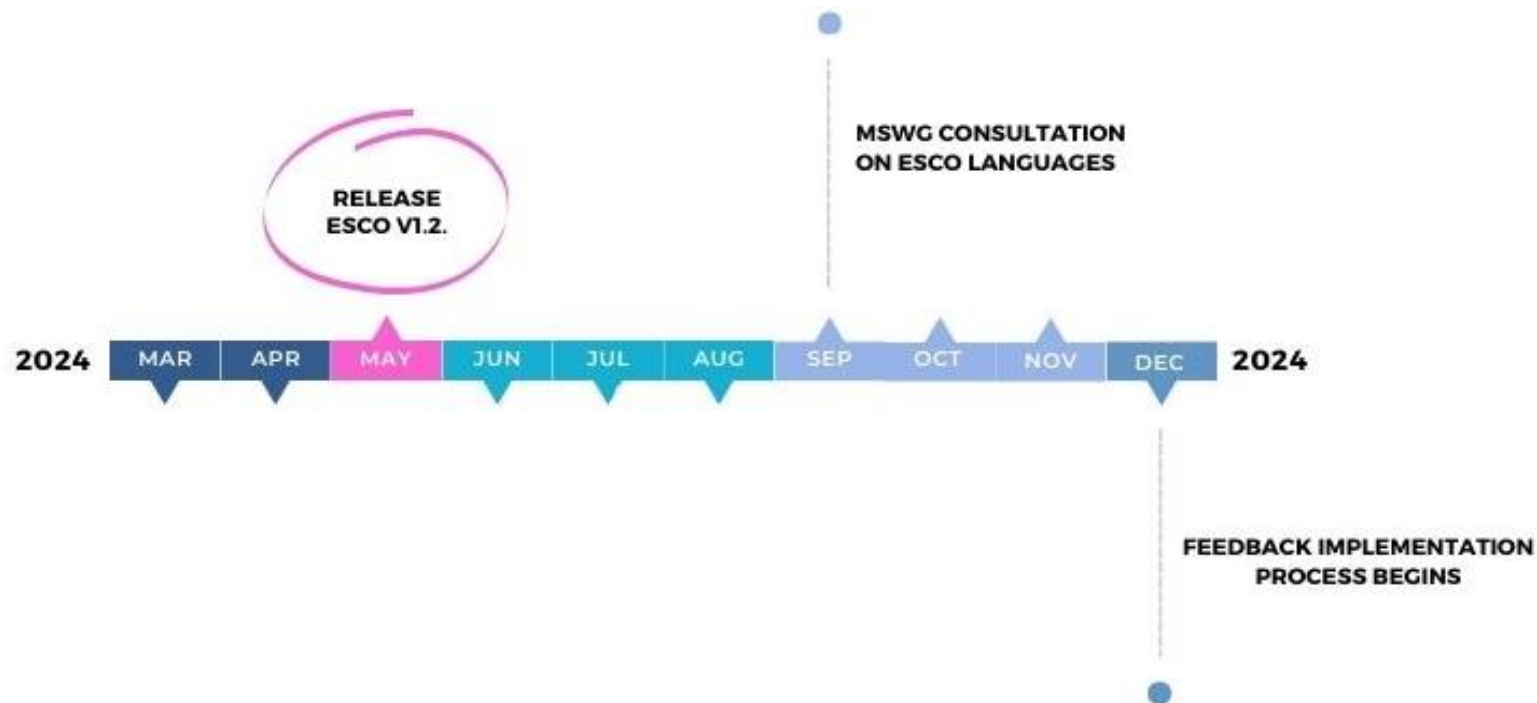 MSWG CONSULTATION
ON ESCO LANGUAGES
RELEASE
ESCO V1.2.
2024 MAR APR MAY JUN JUL AUG SEP OCT NOV DEC 2024
FEEDBACK IMPLEMENTATION
PROCESS BEGINS